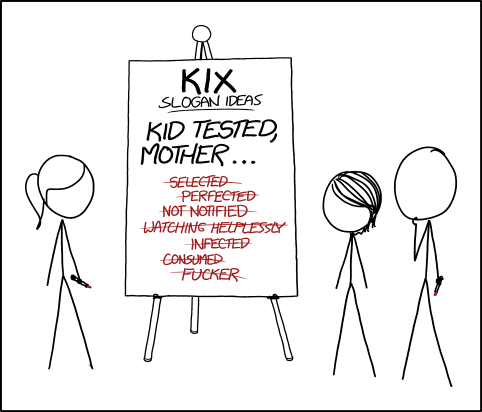 KIX
SLOGAN IDEAS
KID TESTED,
MOTHER...
SELECTED
PERFECTED
NOT NOTIFIED
WATCHING HELPLESSLY
INFECTED
CONSUMED
FUCKER